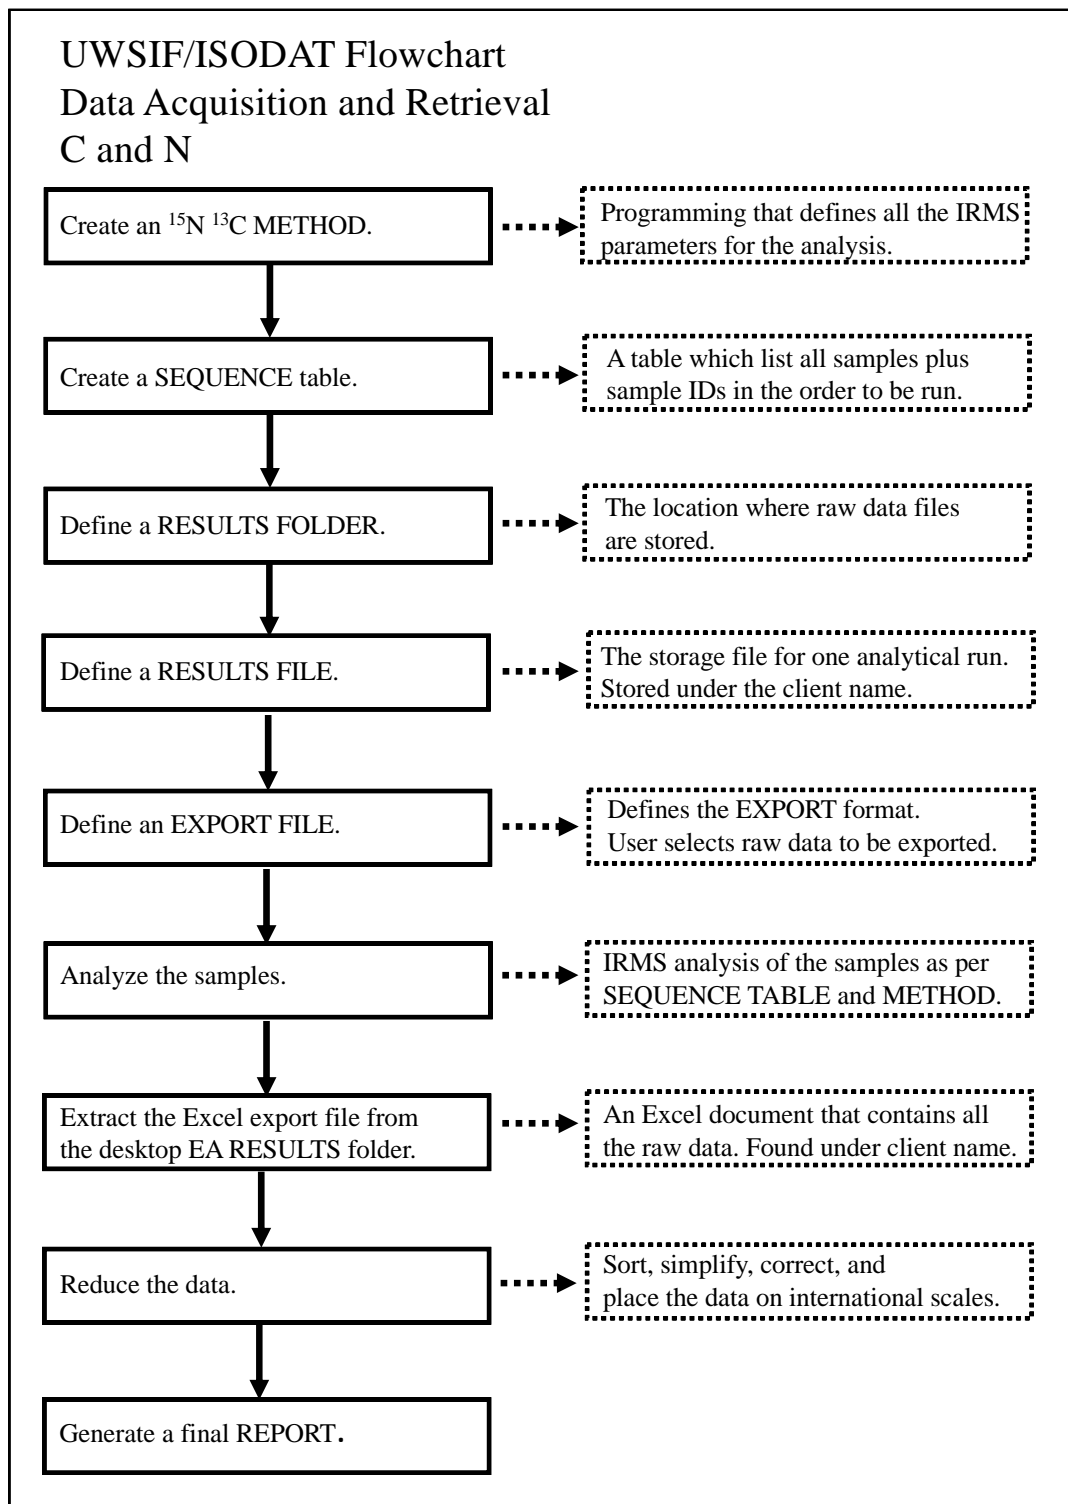 UWSIF/ISODAT Flowchart
Data Acquisition and Retrieval
C and N
Create an ¹⁵N ¹³C METHOD.
Programming that defines all the IRMS
parameters for the analysis.
Create a SEQUENCE table.
A table which list all samples plus
sample IDs in the order to be run.
Define a RESULTS FOLDER.
The location where raw data files
are stored.
Define a RESULTS FILE.
The storage file for one analytical run.
Stored under the client name.
Define an EXPORT FILE.
Defines the EXPORT format.
User selects raw data to be exported.
Analyze the samples.
IRMS analysis of the samples as per
SEQUENCE TABLE and METHOD.
Extract the Excel export file from
the desktop EA RESULTS folder.
An Excel document that contains all
the raw data. Found under client name.
Reduce the data.
Sort, simplify, correct, and
place the data on international scales.
Generate a final REPORT.